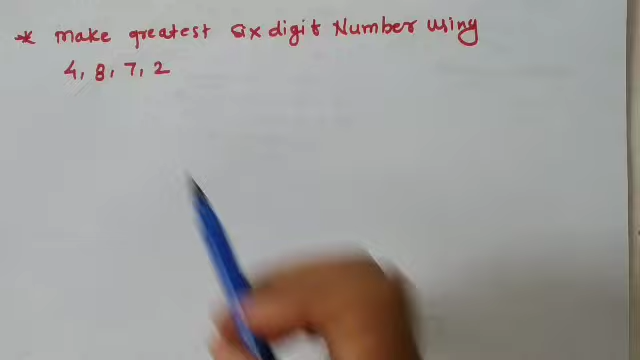 * Make greatest six digit Number using
4, 8, 7, 2